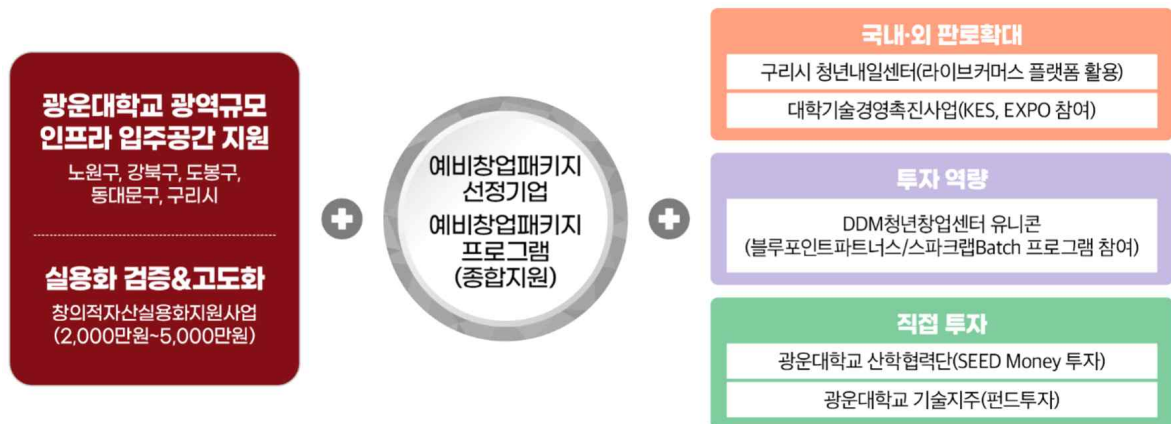 광운대학교 광역규모
인프라 입주공간 지원
노원구, 강북구, 도봉구,
동대문구, 구리시
실용화 검증&고도화
창의적자산실용화지원사업
(2,000만원~5,000만원)
예비창업패키지
선정기업
예비창업패키지
프로그램
(종합지원)
국내·외 판로확대
구리시 청년내일센터(라이브커머스 플랫폼 활용)
대학기술경영촉진사업(KES, EXPO 참여)
투자 역량
DDM청년창업센터 유니콘
(블루포인트파트너스/스파크랩Batch 프로그램 참여)
직접 투자
광운대학교 산학협력단(SEED Money 투자)
광운대학교 기술지주(펀드투자)